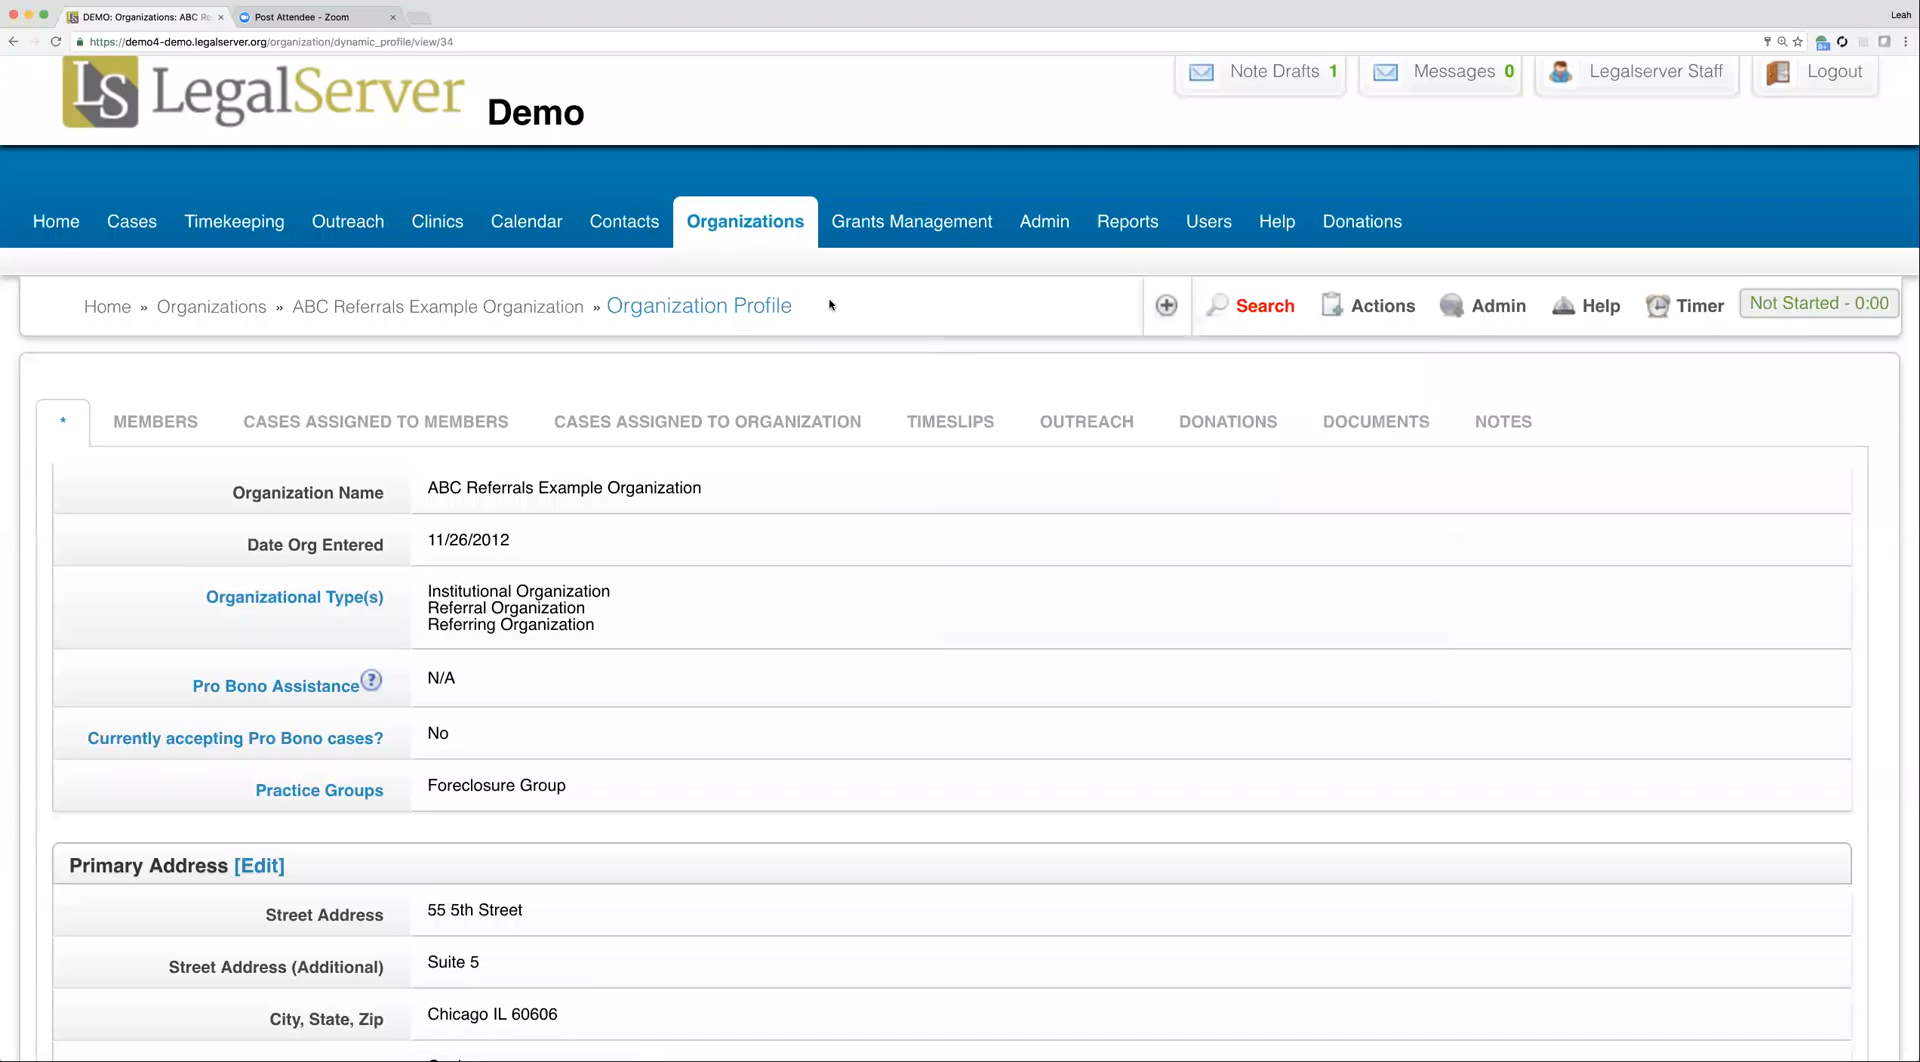 DEMO: Organizations: ABC Re
Post Attendee - Zoom
Leah
https://demo4-demo.legalserver.org/organization/dynamic_profile/view/34
LS LegalServer Demo
Note Drafts 1
Messages 0
Legalserver Staff
Logout
Home Cases Timekeeping Outreach Clinics Calendar Contacts Organizations Grants Management Admin Reports Users Help Donations
Home » Organizations » ABC Referrals Example Organization » Organization Profile
Search Actions Admin Help Timer Not Started - 0:00
* MEMBERS CASES ASSIGNED TO MEMBERS CASES ASSIGNED TO ORGANIZATION TIMESLIPS OUTREACH DONATIONS DOCUMENTS NOTES
Organization Name ABC Referrals Example Organization
Date Org Entered 11/26/2012
Organizational Type(s) Institutional Organization
Referral Organization
Referring Organization
Pro Bono Assistance ? N/A
Currently accepting Pro Bono cases? No
Practice Groups Foreclosure Group
Primary Address [Edit]
Street Address 55 5th Street
Street Address (Additional) Suite 5
City, State, Zip Chicago IL 60606